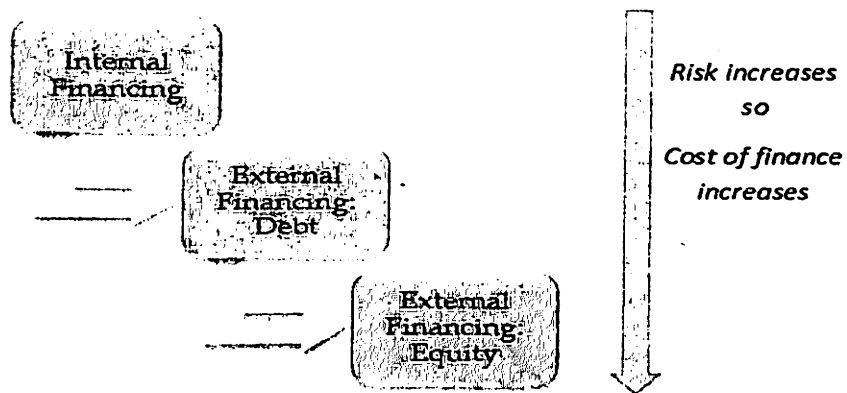 Internal
Financing
External
Financing:
Debt
External
Financing:
Equity
Risk increases
so
Cost of finance
increases